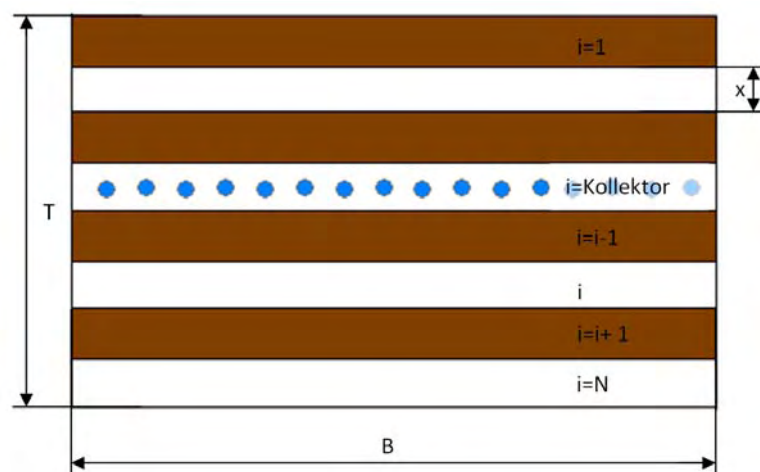 i=1
x
i=Kollektor
T
i=i-1
i
i=i+ 1
i=N
B